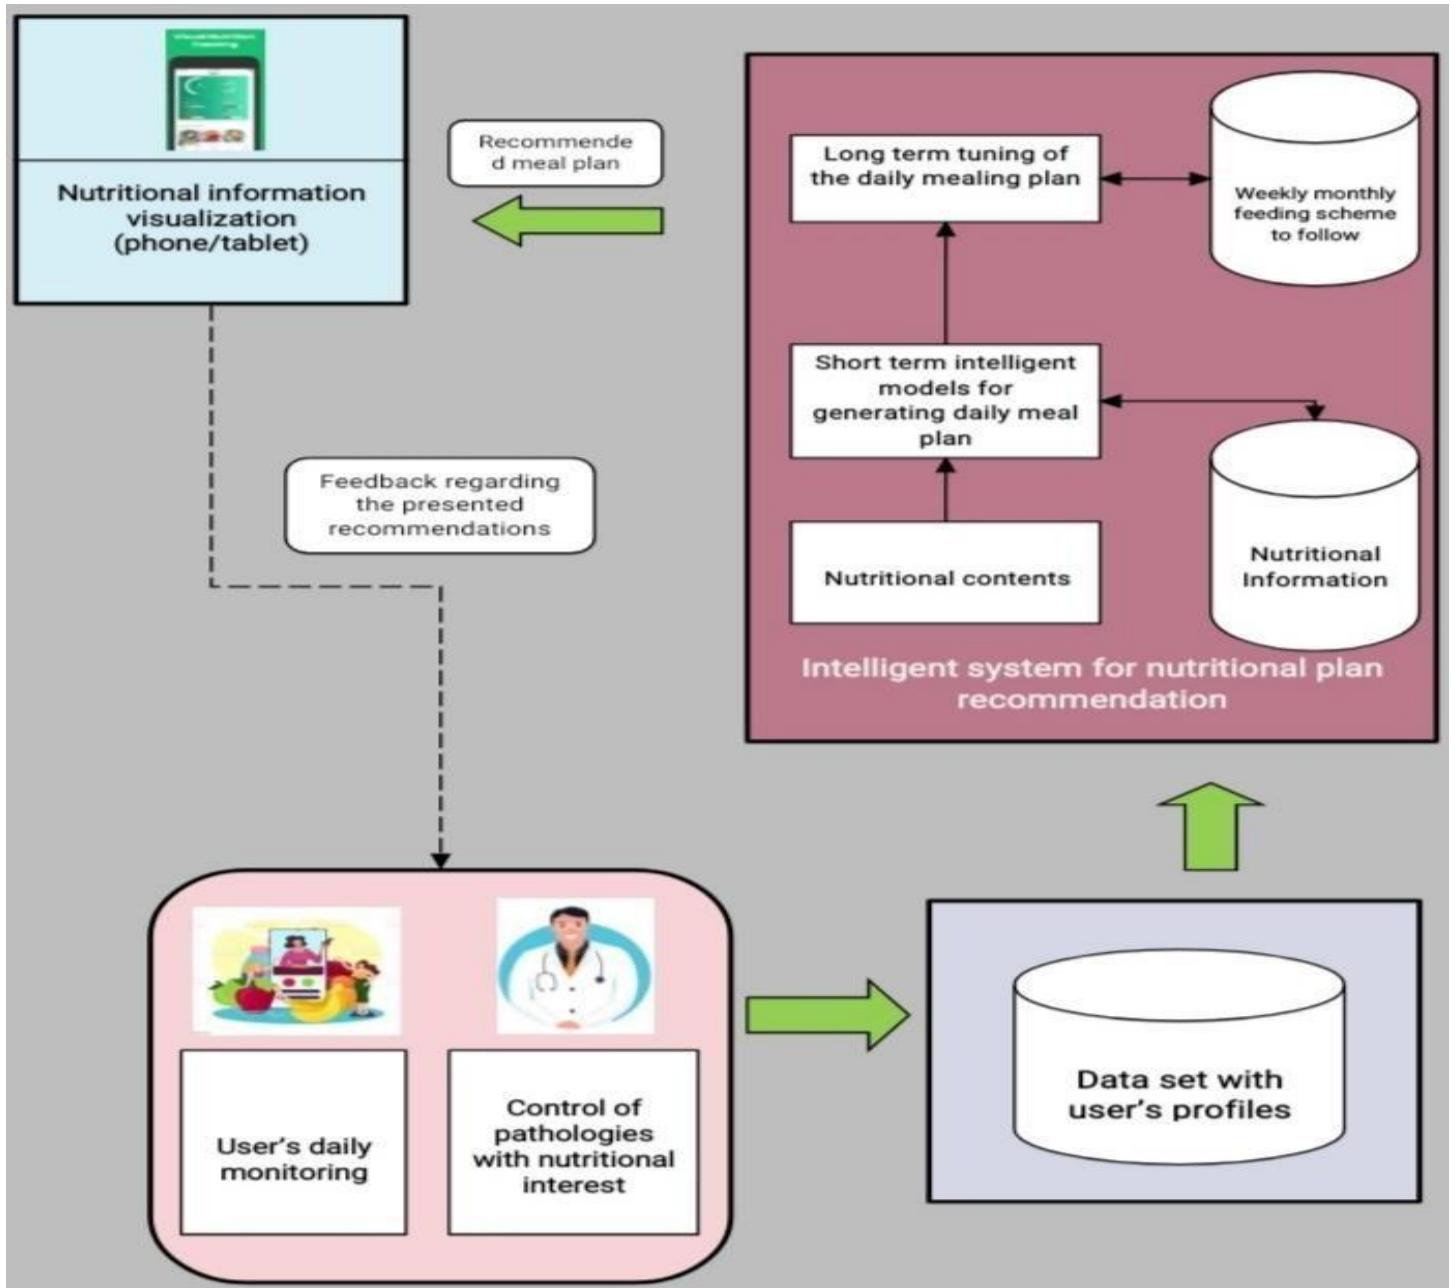 Visual Nutrition
Tracking
Nutritional information
visualization
(phone/tablet)
Recommende
d meal plan
Long term tuning of
the daily mealing plan
Weekly monthly
feeding scheme
to follow
Short term intelligent
models for
generating daily meal
plan
Feedback regarding
the presented
recommendations
Nutritional contents
Nutritional
Information
Intelligent system for nutritional plan
recommendation
User's daily
monitoring
Control of
pathologies
with nutritional
interest
Data set with
user's profiles